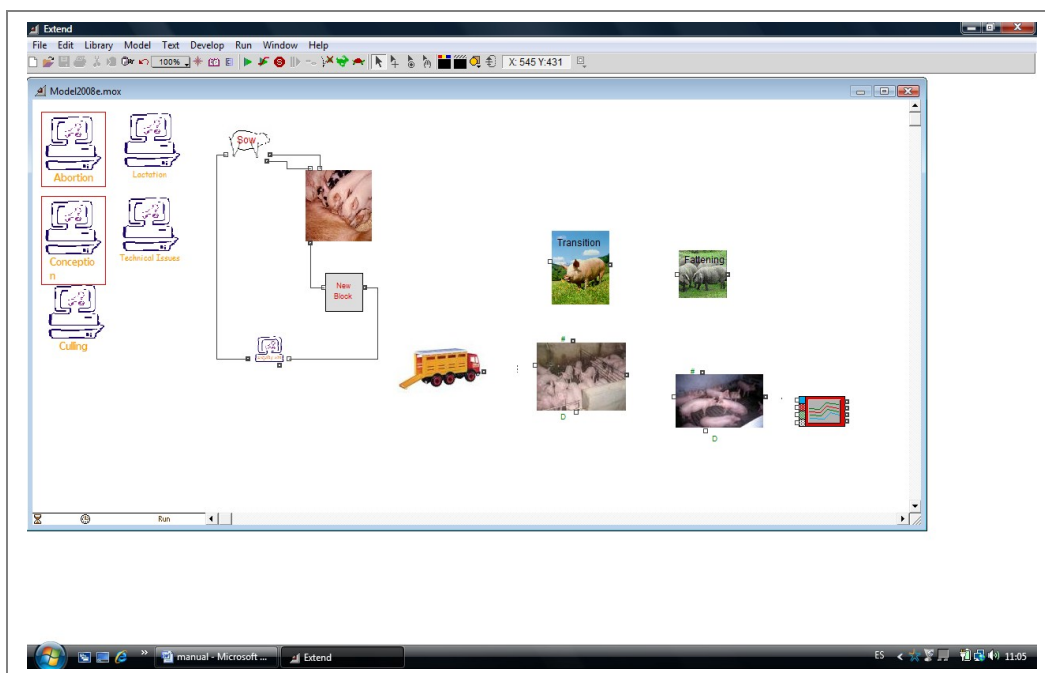 Extend
File Edit Library Model Text Develop Run Window Help
100%
X: 545 Y:431
Model2008e.mox
Abortion
Lactation
Sow
Conceptio
n
Technical Issues
Transition
Fattening
New
Block
Culling
#
#
D
D
Run
manual - Microsoft ...
Extend
ES
11:05